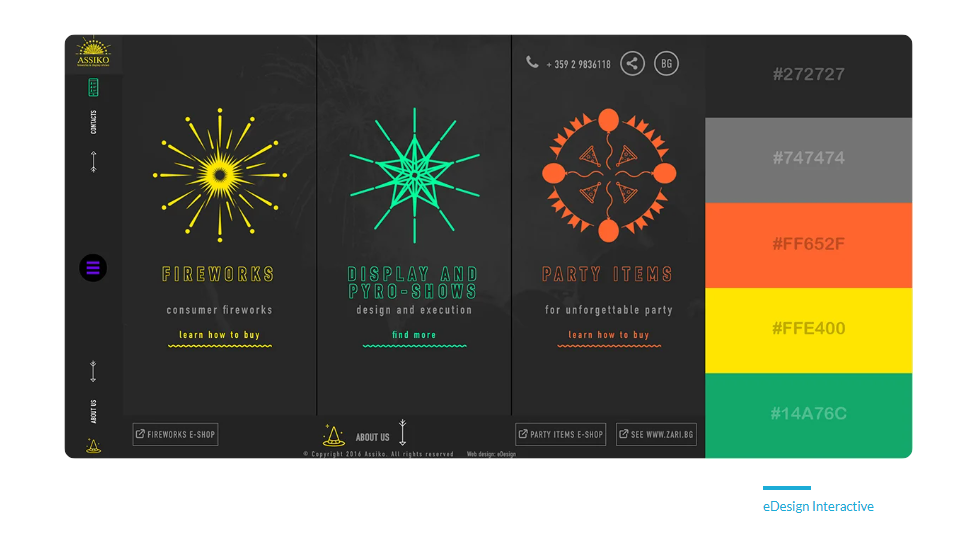 ASSIKO
CONTACTS
ABOUT US
+ 359 2 9836118
BG
FIREWORKS
consumer fireworks
learn how to buy
DISPLAY AND
PYRO-SHOWS
design and execution
find more
PARTY ITEMS
for unforgettable party
learn how to buy
FIREWORKS E-SHOP
ABOUT US
PARTY ITEMS E-SHOP
SEE WWW.ZARI.BG
© Copyright 2016 Assiko. All rights reserved
Web design: eDesign
#272727
#747474
#FF652F
#FFE400
#14A76C
eDesign Interactive